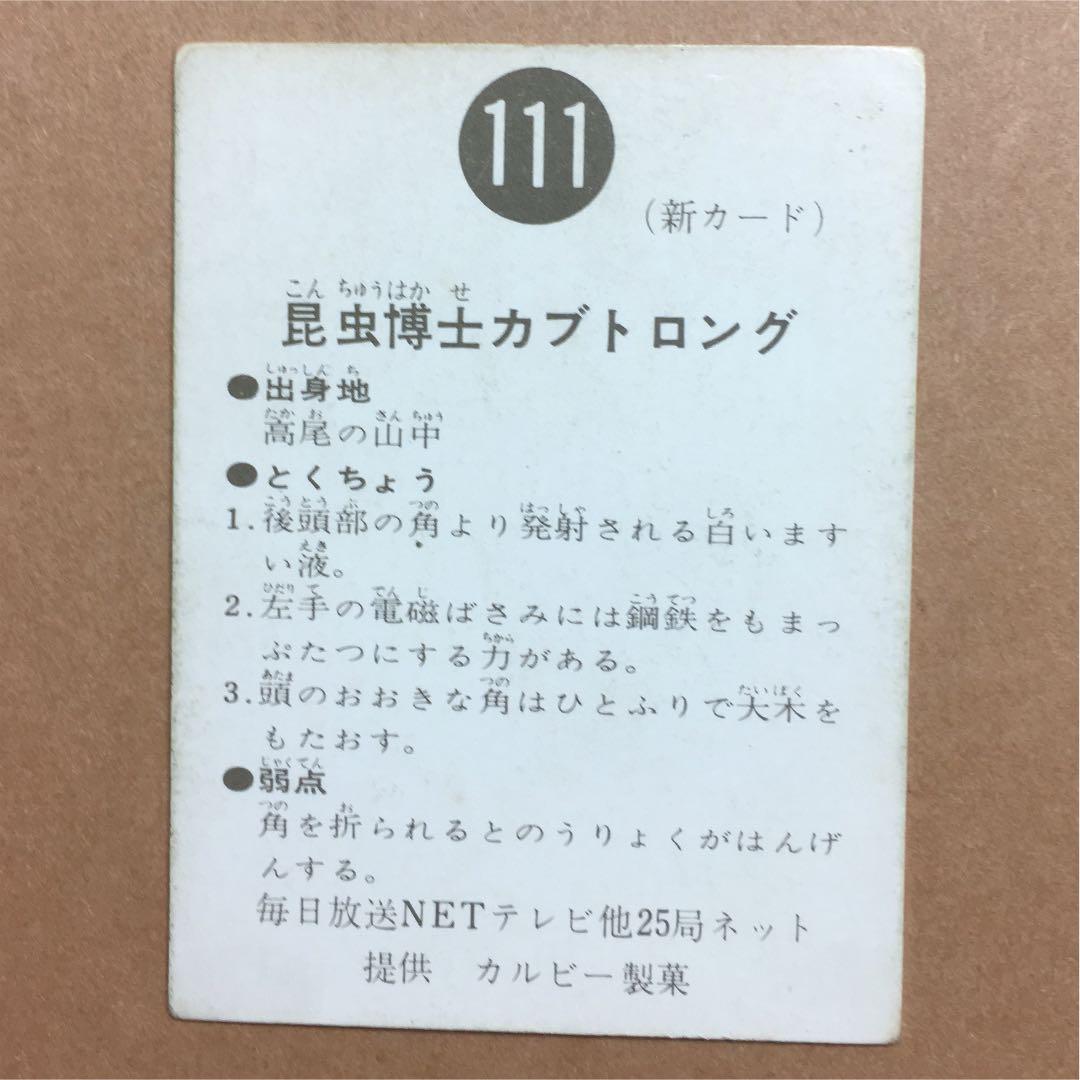 111
(新カード)
こんちゅうはかせ
昆虫博士カブトロング
しゅっしんち
●出身地
たかお さんちゅう
高尾の山中
●とくちょう
こうとうぶ つの はっしゃ しろ
1.後頭部の角より発射される白います
えき
い液。
ひだりて でんじ こうてつ
2.左手の電磁ばさみには鋼鉄をもまっ
ちから
ぷたつにする力がある。
あたま つの たいぼく
3.頭のおおきな角はひとふりで大木を
もたおす。
じゃくてん
●弱点
つの お
角を折られるとのうりょくがはんげ
んする。
毎日放送NETテレビ他25局ネット
提供 カルビー製菓